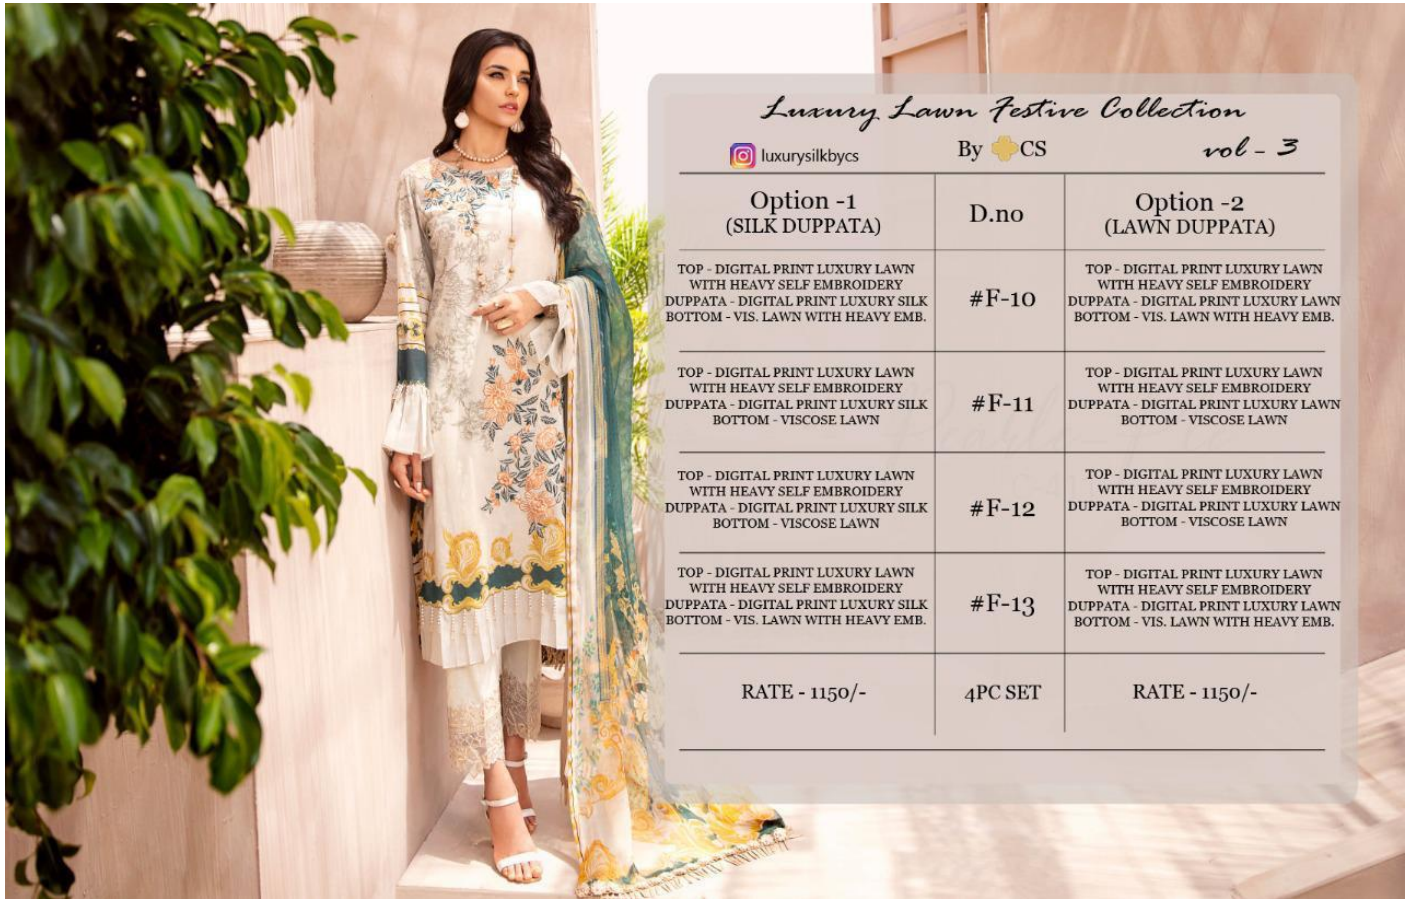 Luxury Lawn Festive Collection
luxurysilkbycs
By CS
vol - 3
Option -1
(SILK DUPPATA)
D.no
Option -2
(LAWN DUPPATA)
TOP - DIGITAL PRINT LUXURY LAWN
WITH HEAVY SELF EMBROIDERY
DUPPATA - DIGITAL PRINT LUXURY SILK
BOTTOM - VIS. LAWN WITH HEAVY EMB.
#F-10
TOP - DIGITAL PRINT LUXURY LAWN
WITH HEAVY SELF EMBROIDERY
DUPPATA - DIGITAL PRINT LUXURY LAWN
BOTTOM - VIS. LAWN WITH HEAVY EMB.
TOP - DIGITAL PRINT LUXURY LAWN
WITH HEAVY SELF EMBROIDERY
DUPPATA - DIGITAL PRINT LUXURY SILK
BOTTOM - VISCOSE LAWN
#F-11
TOP - DIGITAL PRINT LUXURY LAWN
WITH HEAVY SELF EMBROIDERY
DUPPATA - DIGITAL PRINT LUXURY LAWN
BOTTOM - VISCOSE LAWN
TOP - DIGITAL PRINT LUXURY LAWN
WITH HEAVY SELF EMBROIDERY
DUPPATA - DIGITAL PRINT LUXURY SILK
BOTTOM - VISCOSE LAWN
#F-12
TOP - DIGITAL PRINT LUXURY LAWN
WITH HEAVY SELF EMBROIDERY
DUPPATA - DIGITAL PRINT LUXURY LAWN
BOTTOM - VISCOSE LAWN
TOP - DIGITAL PRINT LUXURY LAWN
WITH HEAVY SELF EMBROIDERY
DUPPATA - DIGITAL PRINT LUXURY SILK
BOTTOM - VIS. LAWN WITH HEAVY EMB.
#F-13
TOP - DIGITAL PRINT LUXURY LAWN
WITH HEAVY SELF EMBROIDERY
DUPPATA - DIGITAL PRINT LUXURY LAWN
BOTTOM - VIS. LAWN WITH HEAVY EMB.
RATE - 1150/-
4PC SET
RATE - 1150/-